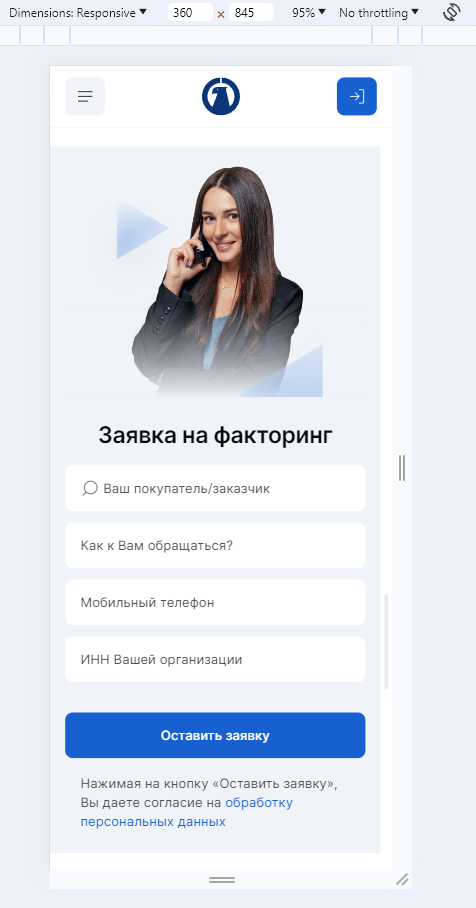 Dimensions: Responsive 360 × 845 95% No throttling
Заявка на факторинг
Ваш покупатель/заказчик
Как к Вам обращаться?
Мобильный телефон
ИНН Вашей организации
Оставить заявку
Нажимая на кнопку «Оставить заявку»,
Вы даете согласие на обработку
персональных данных